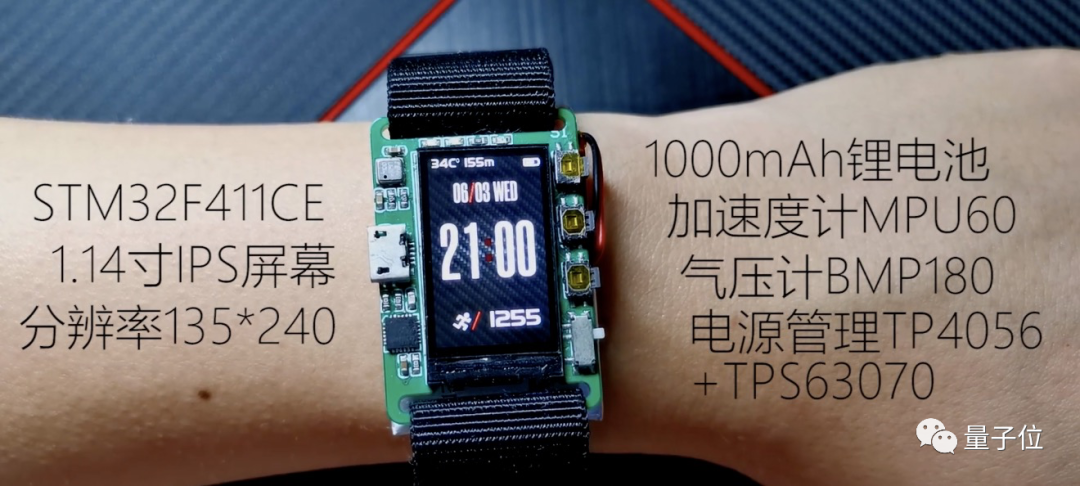 STM32F411CE
1.14寸IPS屏幕
分辨率135*240
S1
34C° 155m
06/03 WED
21:00
/ 1255
1000mAh锂电池
加速度计MPU60
气压计BMP180
电源管理TP4056
+TPS63070
量子位